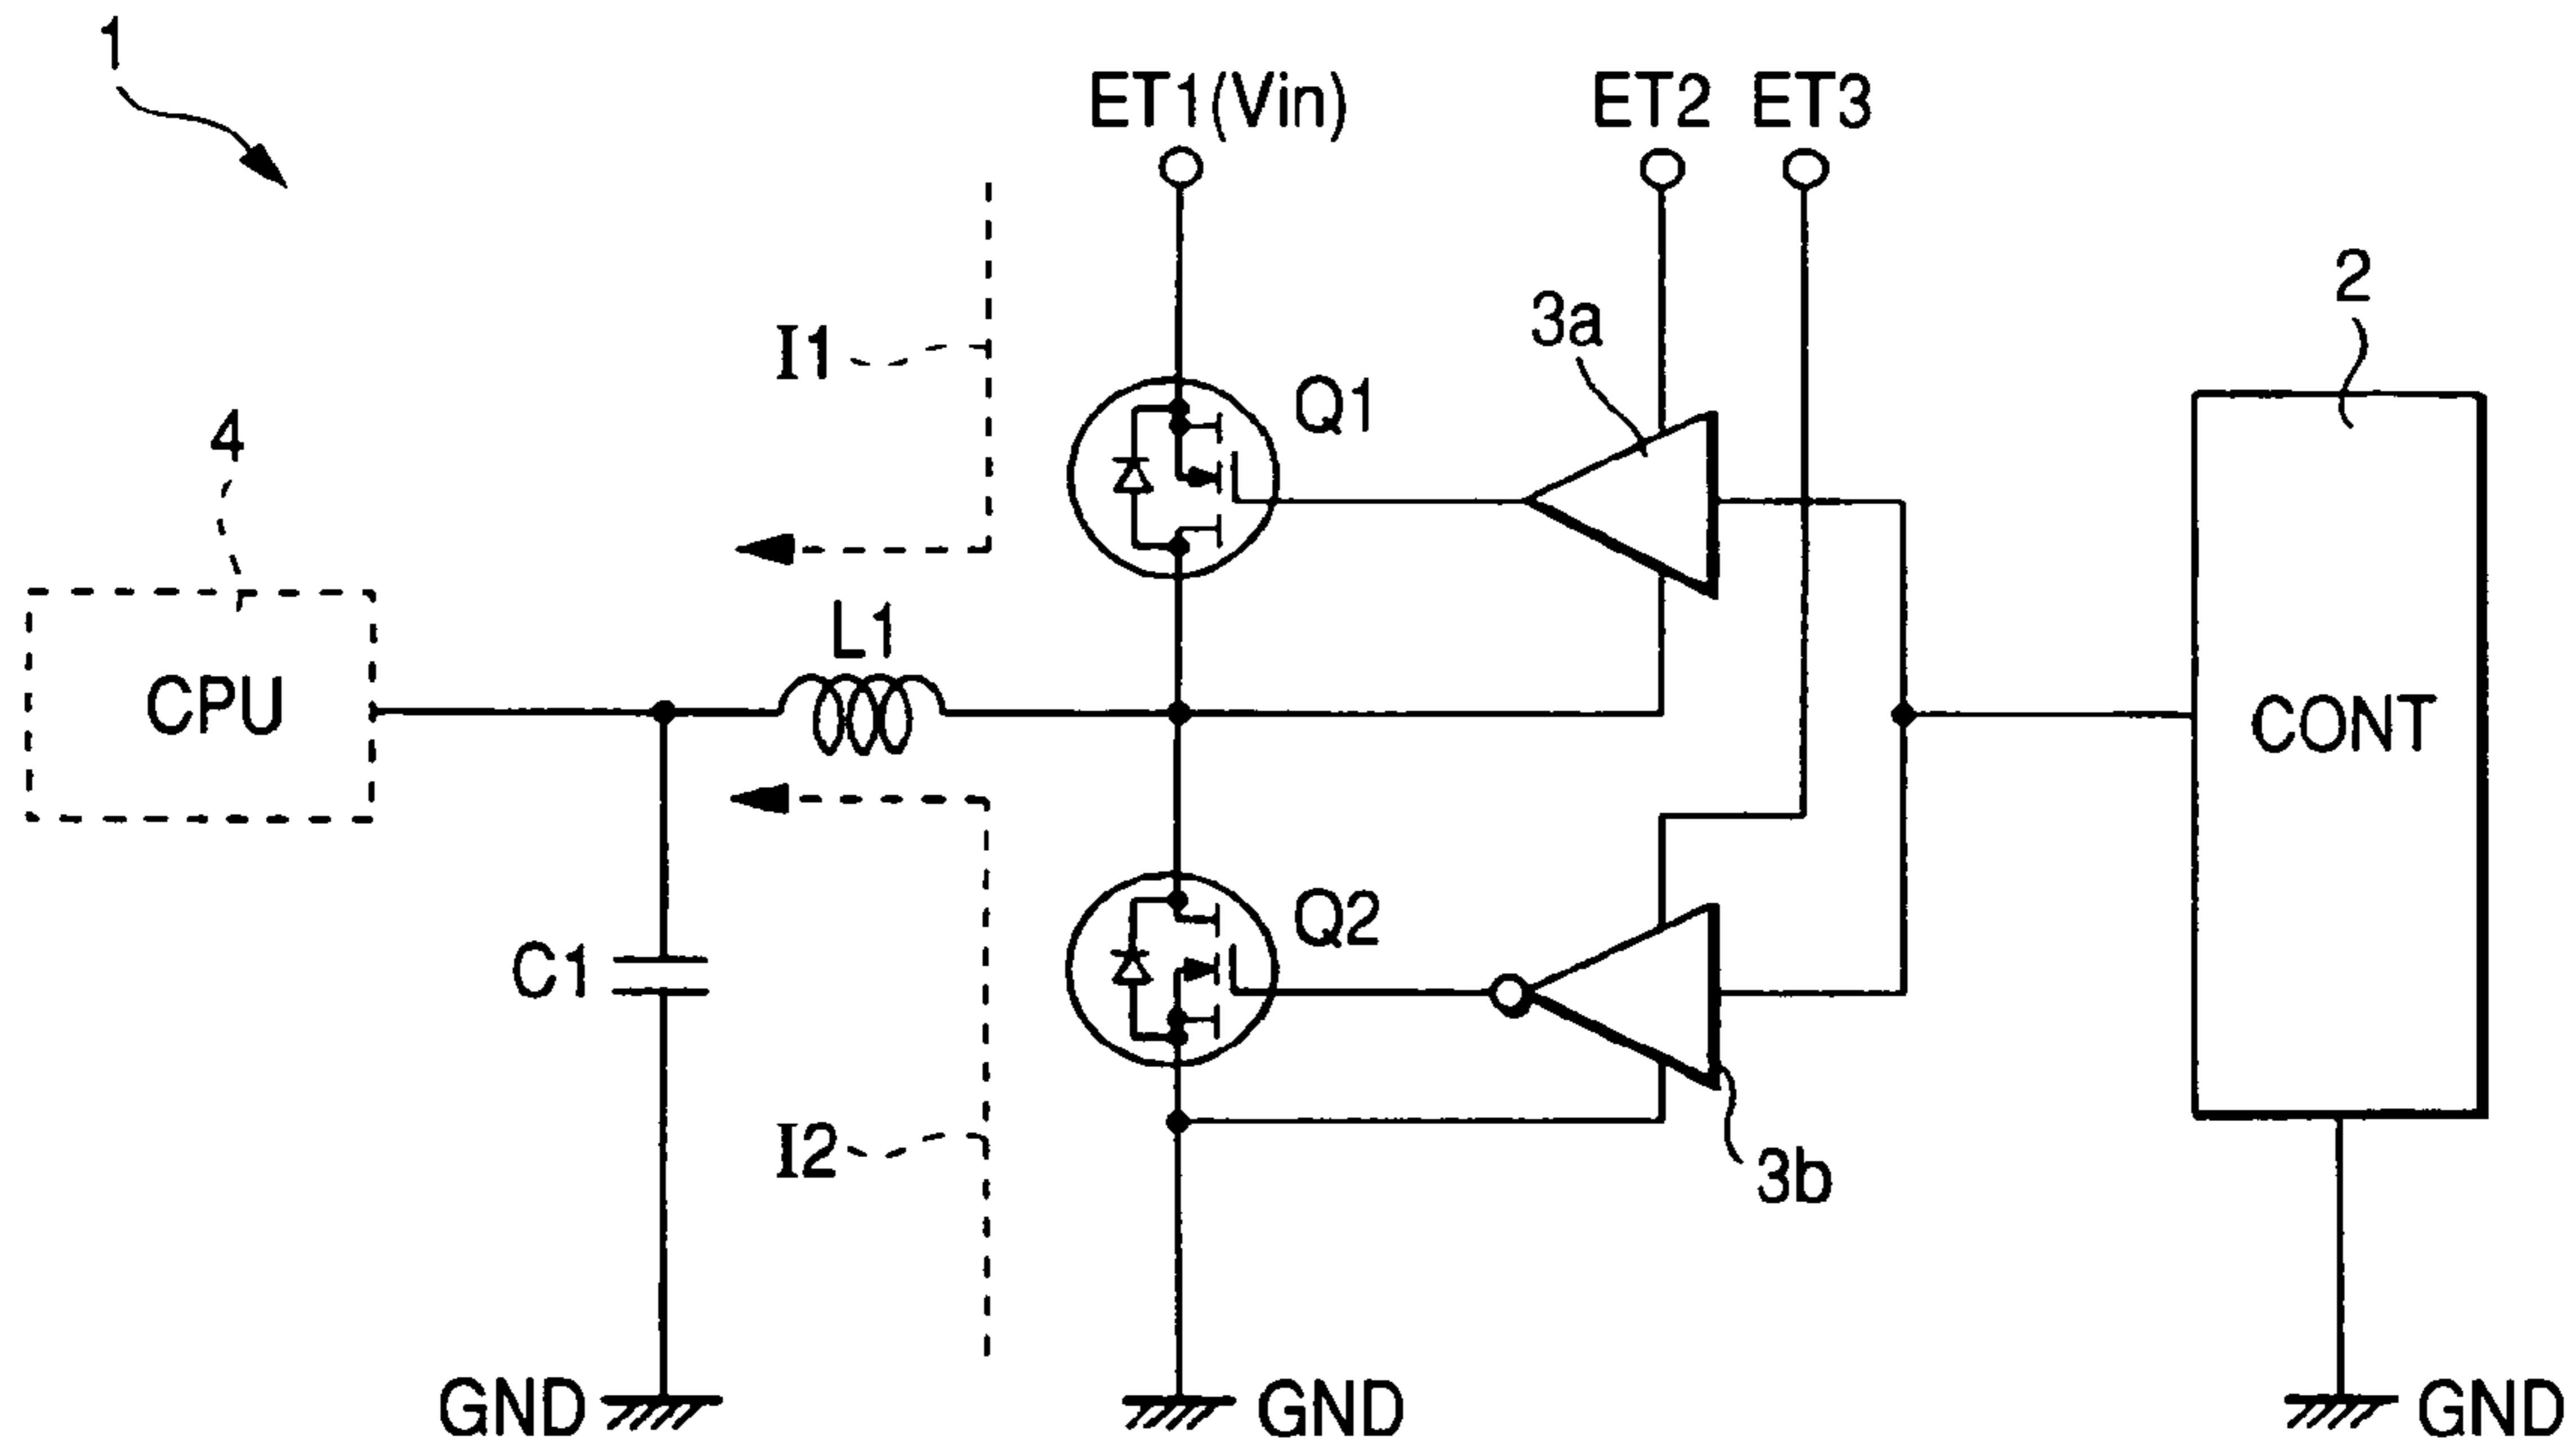 1
ET1(Vin)
ET2
ET3
2
3a
I1
Q1
4
L1
CPU
CONT
Q2
C1
I2
3b
GND
GND
GND